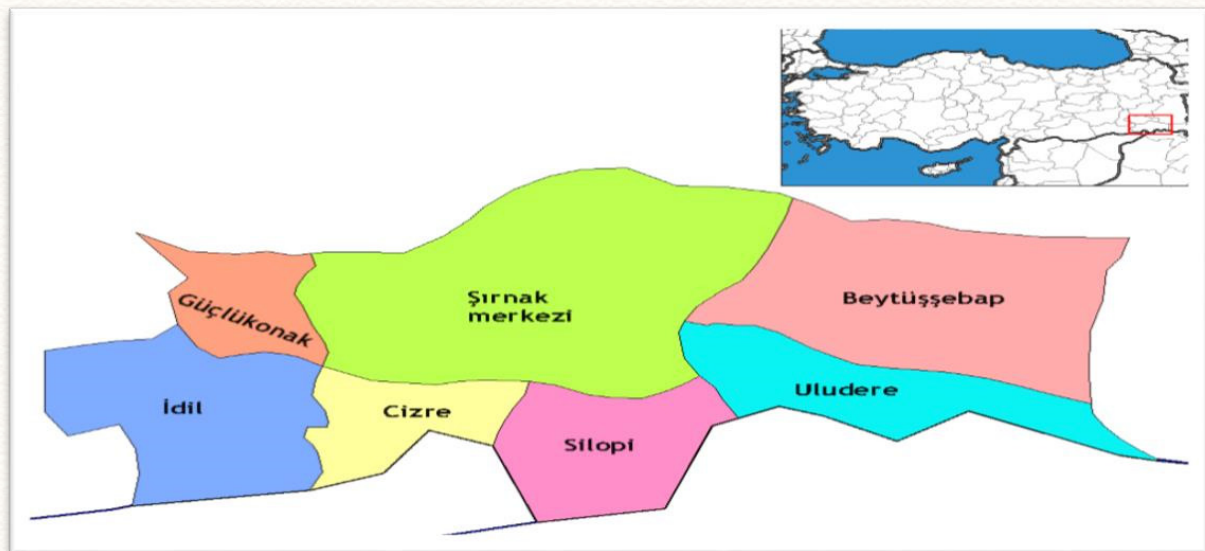 Şırnak
merkezi
Beytüşşebap
Güçlükonak
Uludere
İdil
Cizre
Silopi